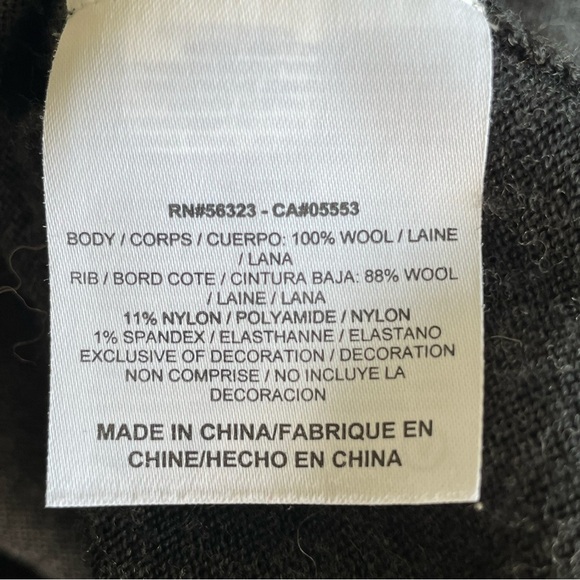 RN#56323 - CA#05553
BODY / CORPS / CUERPO: 100% WOOL / LAINE
/ LANA
RIB / BORD COTE / CINTURA BAJA: 88% WOOL
/ LAINE / LANA
11% NYLON / POLYAMIDE / NYLON
1% SPANDEX / ELASTHANNE / ELASTANO
EXCLUSIVE OF DECORATION / DECORATION
NON COMPRISE / NO INCLUYE LA
DECORACION
MADE IN CHINA/FABRIQUE EN
CHINE/HECHO EN CHINA